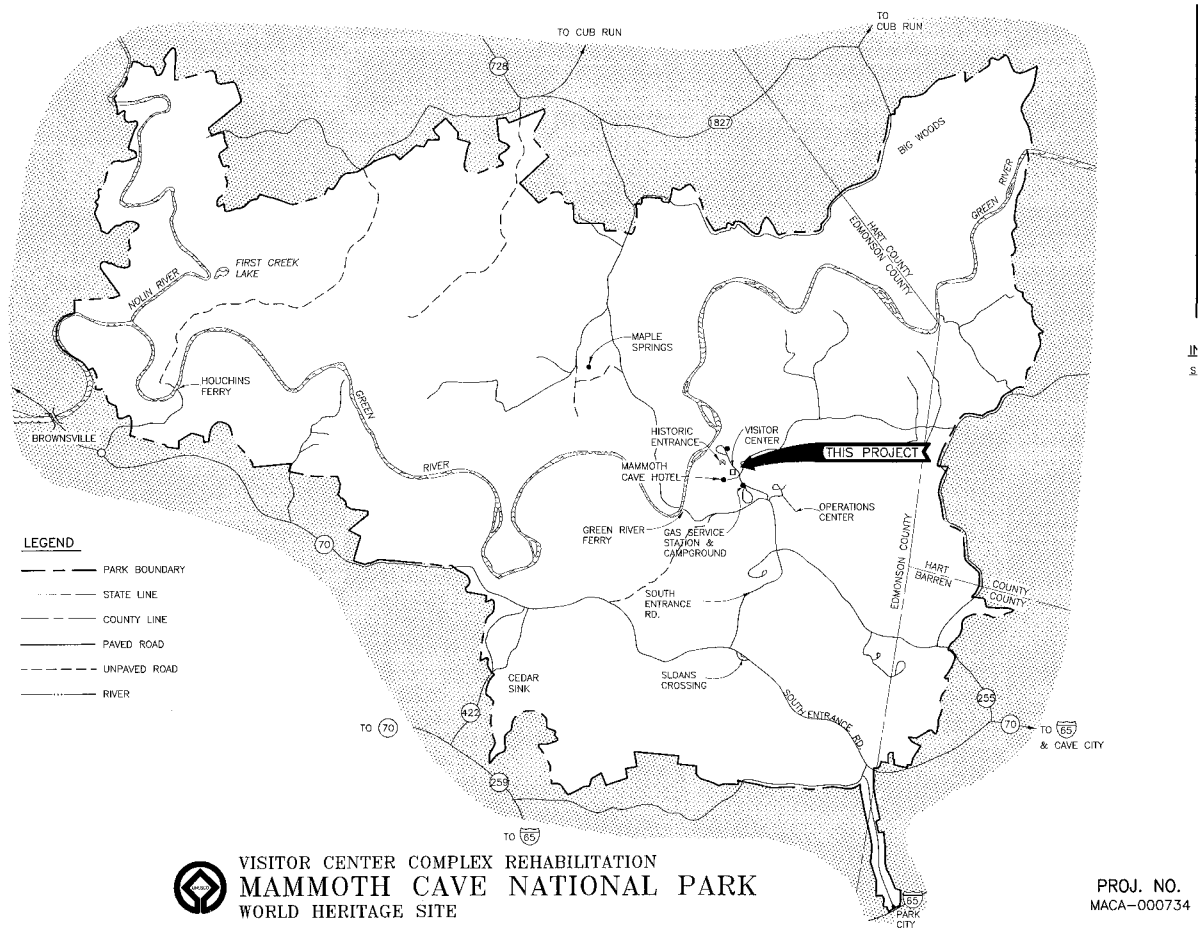 TO CUB RUN
TO
CUB RUN
728
1827
BIG WOODS
GREEN
RIVER
HART COUNTY
EDMONSON COUNTY
FIRST CREEK
LAKE
NOLIN RIVER
MAPLE
SPRINGS
HOUCHINS
FERRY
GREEN
RIVER
BROWNSVILLE
HISTORIC
ENTRANCE
VISITOR
CENTER
THIS PROJECT
MAMMOTH
CAVE HOTEL
OPERATIONS
CENTER
GREEN RIVER
FERRY
GAS SERVICE
STATION &
CAMPGROUND
70
EDMONSON COUNTY
HART
BARREN
COUNTY
COUNTY
SOUTH
ENTRANCE
RD.
CEDAR
SINK
SLOANS
CROSSING
SOUTH ENTRANCE RD.
422
255
TO 70
70
TO 65
& CAVE CITY
259
TO 65
65
PARK
CITY
LEGEND
PARK BOUNDARY
STATE LINE
COUNTY LINE
PAVED ROAD
UNPAVED ROAD
RIVER
UNESCO
VISITOR CENTER COMPLEX REHABILITATION
MAMMOTH CAVE NATIONAL PARK
WORLD HERITAGE SITE
PROJ. NO.
MACA-000734
IN
S